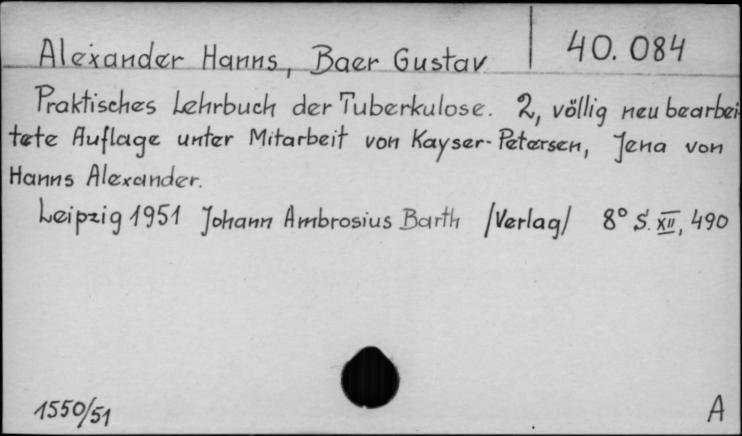 Alexander Hanns, Baer Gustav
40.084
Praktisches Lehrbuch der Tuberkulose. 2, völlig neu bearbei-
tete Auflage unter Mitarbeit von Kayser-Petersen, Jena von
Hanns Alexander.
Leipzig 1951 Johann Ambrosius Barth /Verlag/ 8° S. XII, 490
1550/51
A